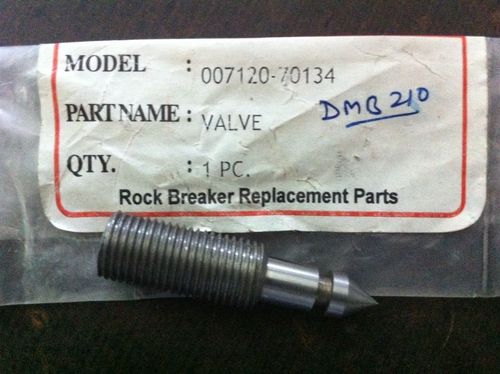 MODEL : 007120-70134
PART NAME : VALVE
DMB 210
QTY. : 1 PC.
Rock Breaker Replacement Parts